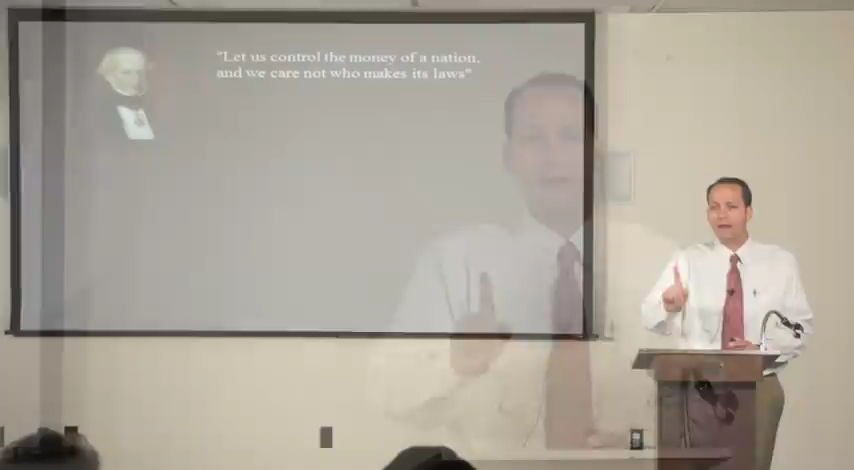 "Let us control the money of a nation,
and we care not who makes its laws"